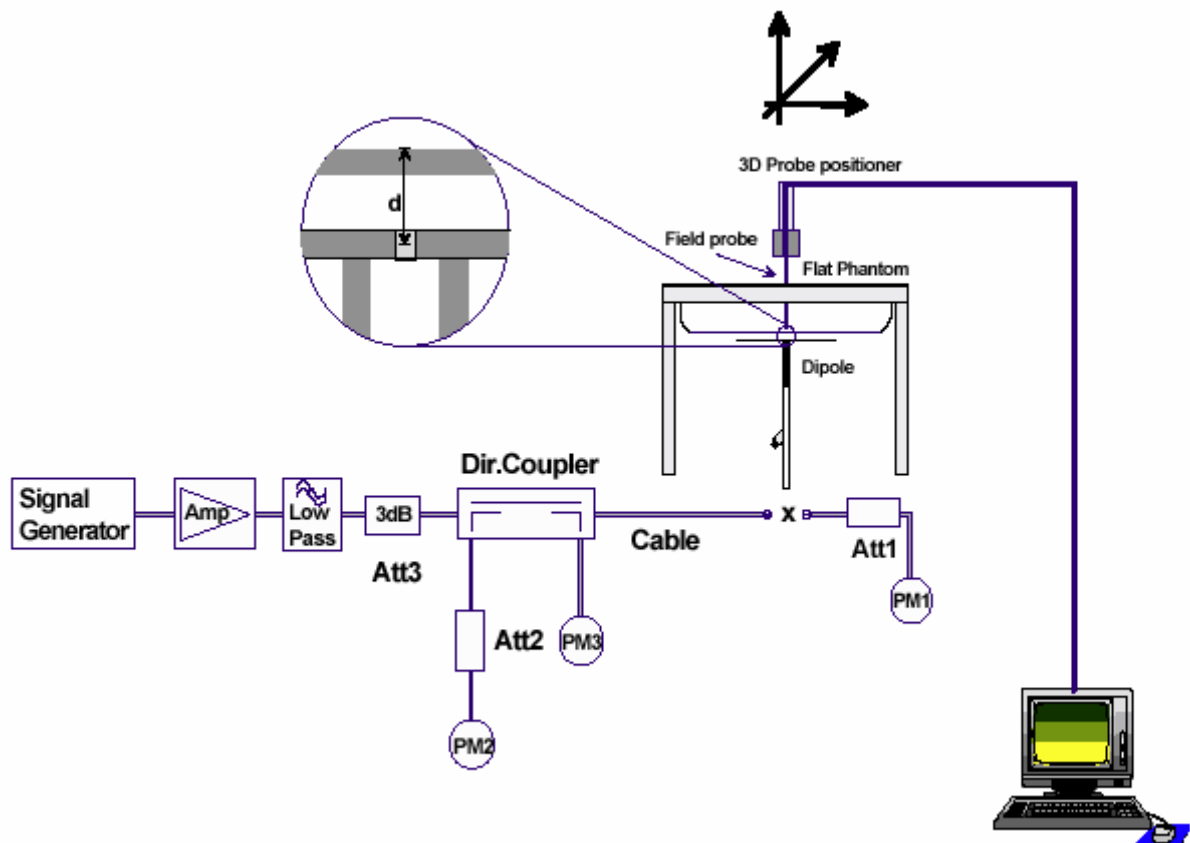 3D Probe positioner
d
Field probe
Flat Phantom
Dipole
Dir.Coupler
Signal
Generator
Amp
Low
Pass
3dB
Att3
Cable
x
Att1
PM1
Att2
PM3
PM2